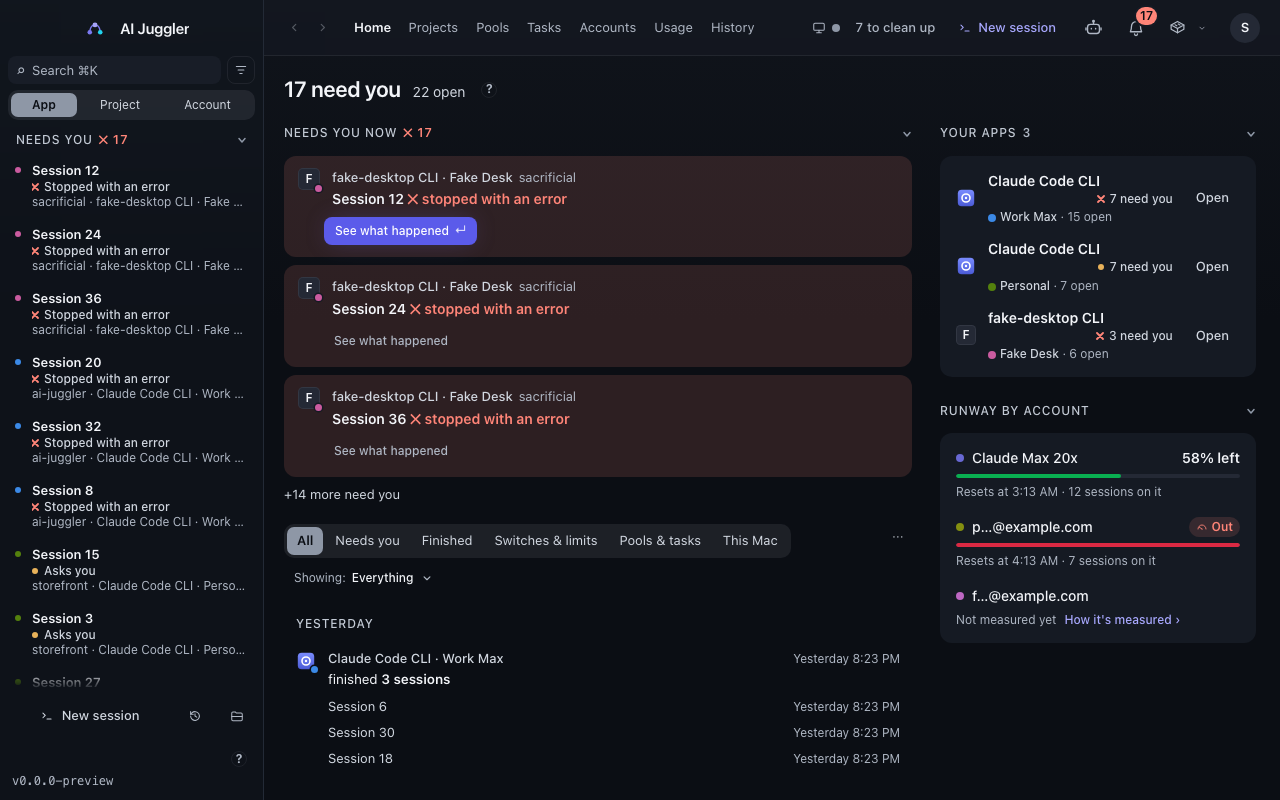 AI Juggler
Search ⌘K
App Project Account
NEEDS YOU ✕ 17
Session 12
✕ Stopped with an error
sacrificial · fake-desktop CLI · Fake ...
Session 24
✕ Stopped with an error
sacrificial · fake-desktop CLI · Fake ...
Session 36
✕ Stopped with an error
sacrificial · fake-desktop CLI · Fake ...
Session 20
✕ Stopped with an error
ai-juggler · Claude Code CLI · Work ...
Session 32
✕ Stopped with an error
ai-juggler · Claude Code CLI · Work ...
Session 8
✕ Stopped with an error
ai-juggler · Claude Code CLI · Work ...
Session 15
Asks you
storefront · Claude Code CLI · Perso...
Session 3
Asks you
storefront · Claude Code CLI · Perso...
Session 27
New session
?
v0.0.0-preview
Home Projects Pools Tasks Accounts Usage History
7 to clean up
New session
17
S
17 need you 22 open ?
NEEDS YOU NOW ✕ 17
F
fake-desktop CLI · Fake Desk sacrificial
Session 12 ✕ stopped with an error
See what happened ↵
F
fake-desktop CLI · Fake Desk sacrificial
Session 24 ✕ stopped with an error
See what happened
F
fake-desktop CLI · Fake Desk sacrificial
Session 36 ✕ stopped with an error
See what happened
+14 more need you
All Needs you Finished Switches & limits Pools & tasks This Mac ...
Showing: Everything
YESTERDAY
Claude Code CLI · Work Max Yesterday 8:23 PM
finished 3 sessions
Session 6 Yesterday 8:23 PM
Session 30 Yesterday 8:23 PM
Session 18 Yesterday 8:23 PM
YOUR APPS 3
Claude Code CLI
✕ 7 need you Open
Work Max · 15 open
Claude Code CLI
7 need you Open
Personal · 7 open
fake-desktop CLI
F ✕ 3 need you Open
Fake Desk · 6 open
RUNWAY BY ACCOUNT
Claude Max 20x 58% left
Resets at 3:13 AM · 12 sessions on it
p...@example.com Out
Resets at 4:13 AM · 7 sessions on it
f...@example.com
Not measured yet How it's measured ›